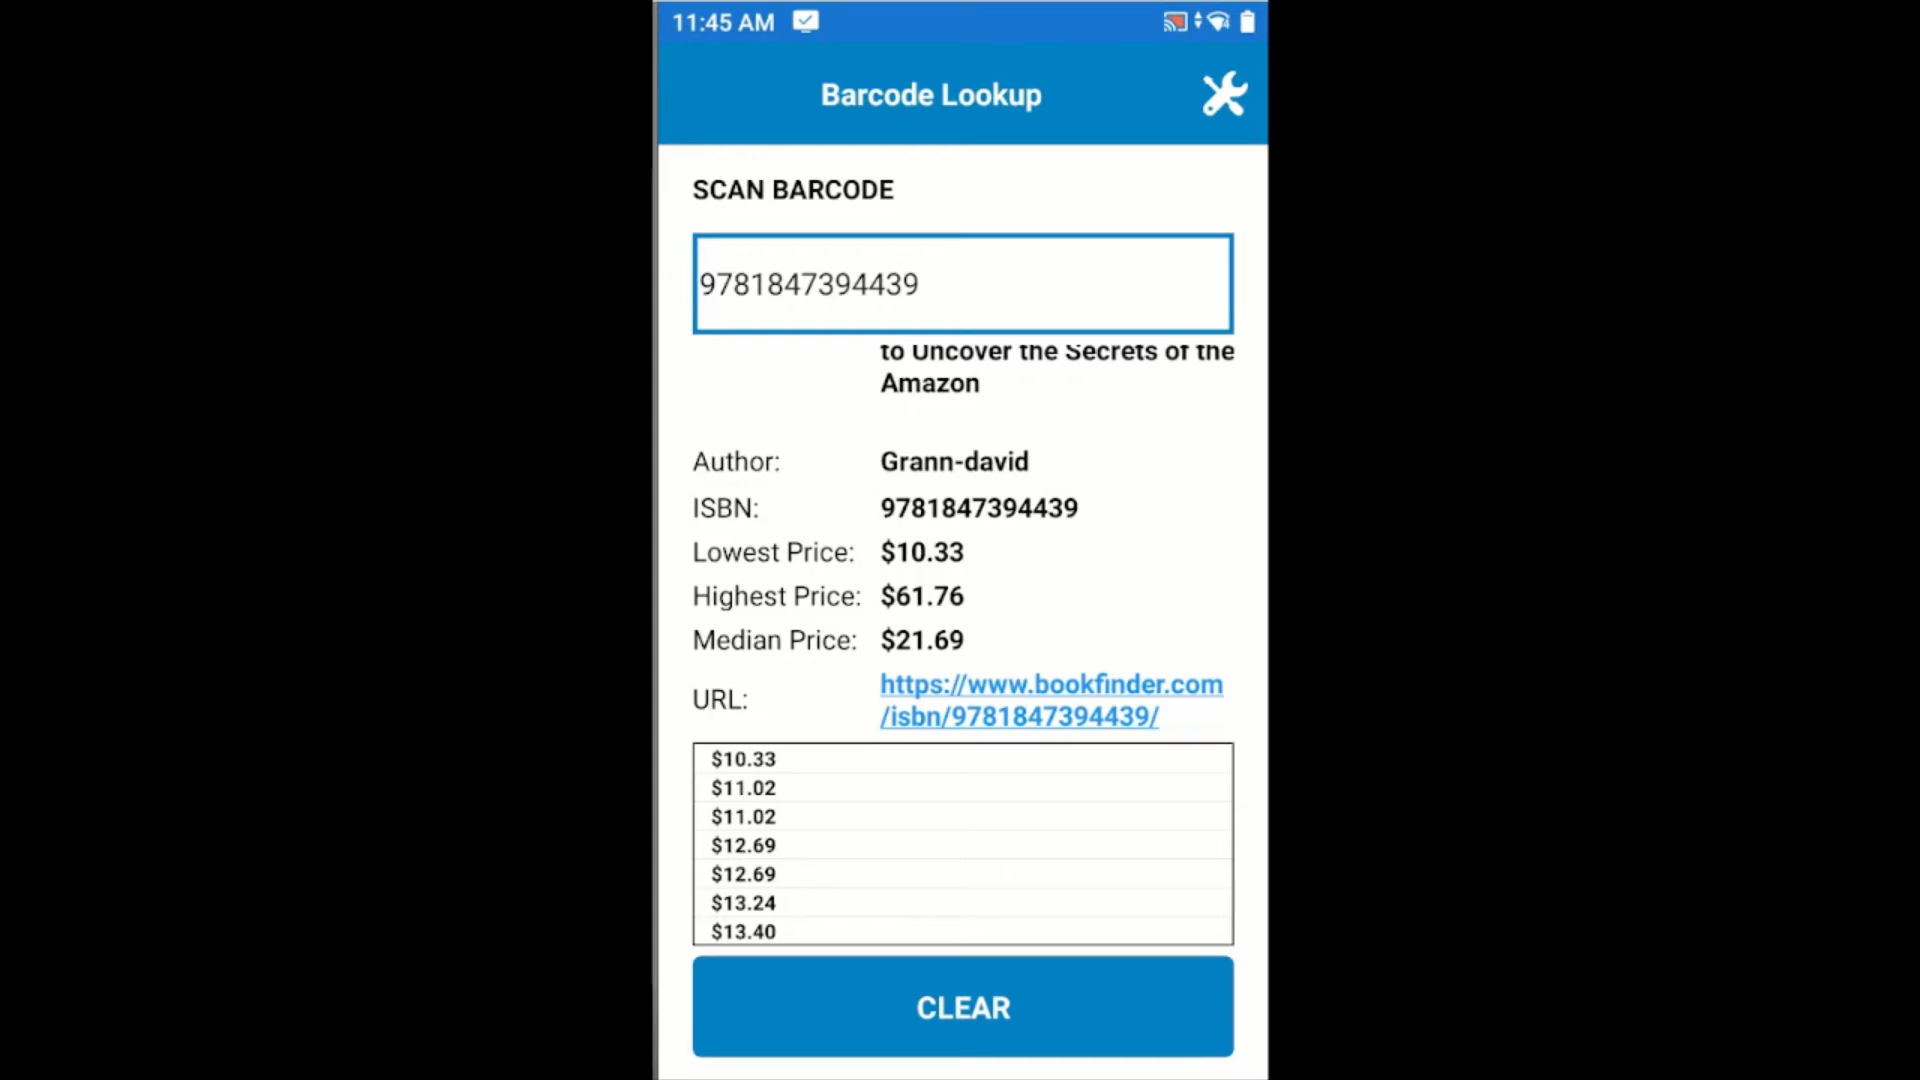 11:45 AM
Barcode Lookup
SCAN BARCODE
9781847394439
to Uncover the Secrets of the
Amazon
Author: Grann-david
ISBN: 9781847394439
Lowest Price: $10.33
Highest Price: $61.76
Median Price: $21.69
URL: https://www.bookfinder.com
/isbn/9781847394439/
$10.33
$11.02
$11.02
$12.69
$12.69
$13.24
$13.40
CLEAR